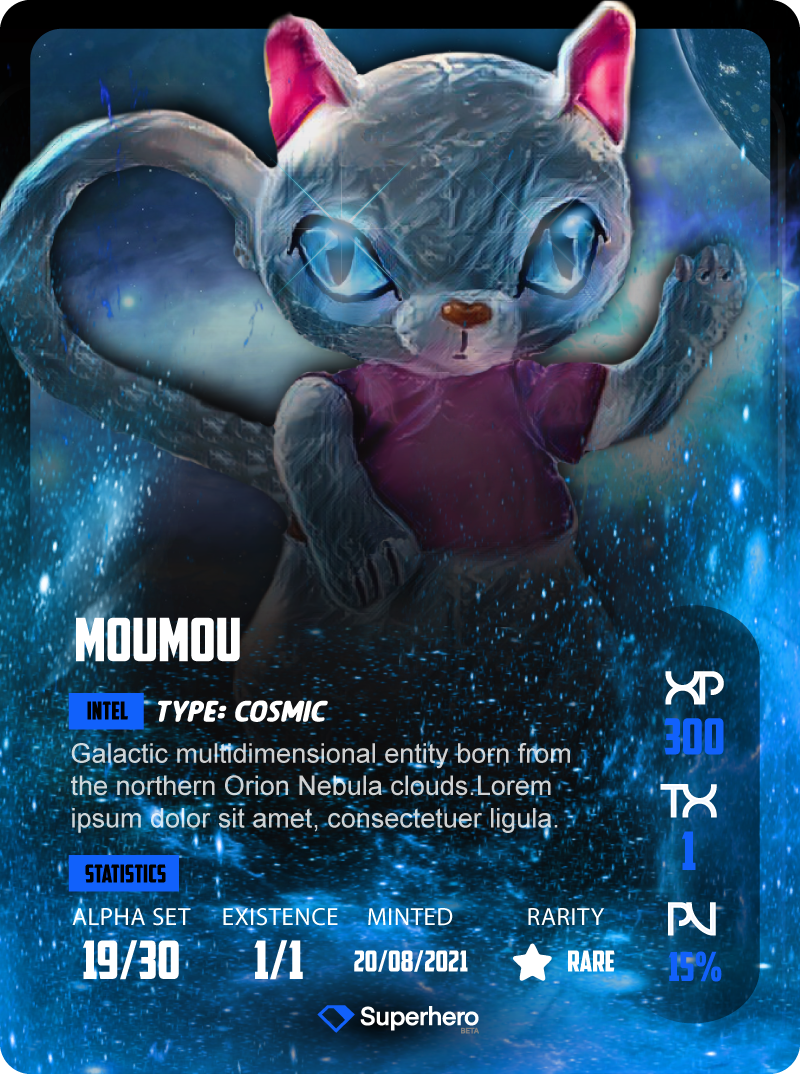 MOUMOU
INTEL TYPE: COSMIC
Galactic multidimensional entity born from
the northern Orion Nebula clouds.Lorem
ipsum dolor sit amet, consectetuer ligula.
STATISTICS
ALPHA SET EXISTENCE MINTED RARITY
19/30 1/1 20/08/2021 RARE
XP
300
TX
1
PV
15%
Superhero
BETA